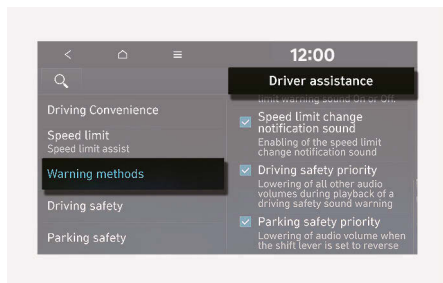 12:00
Driver assistance
Driving Convenience
Speed limit
Speed limit assist
Warning methods
Driving safety
Parking safety
limit warning sound On or Off.
Speed limit change
notification sound
Enabling of the speed limit
change notification sound
Driving safety priority
Lowering of all other audio
volumes during playback of a
driving safety sound warning
Parking safety priority
Lowering of audio volume when
the shift lever is set to reverse